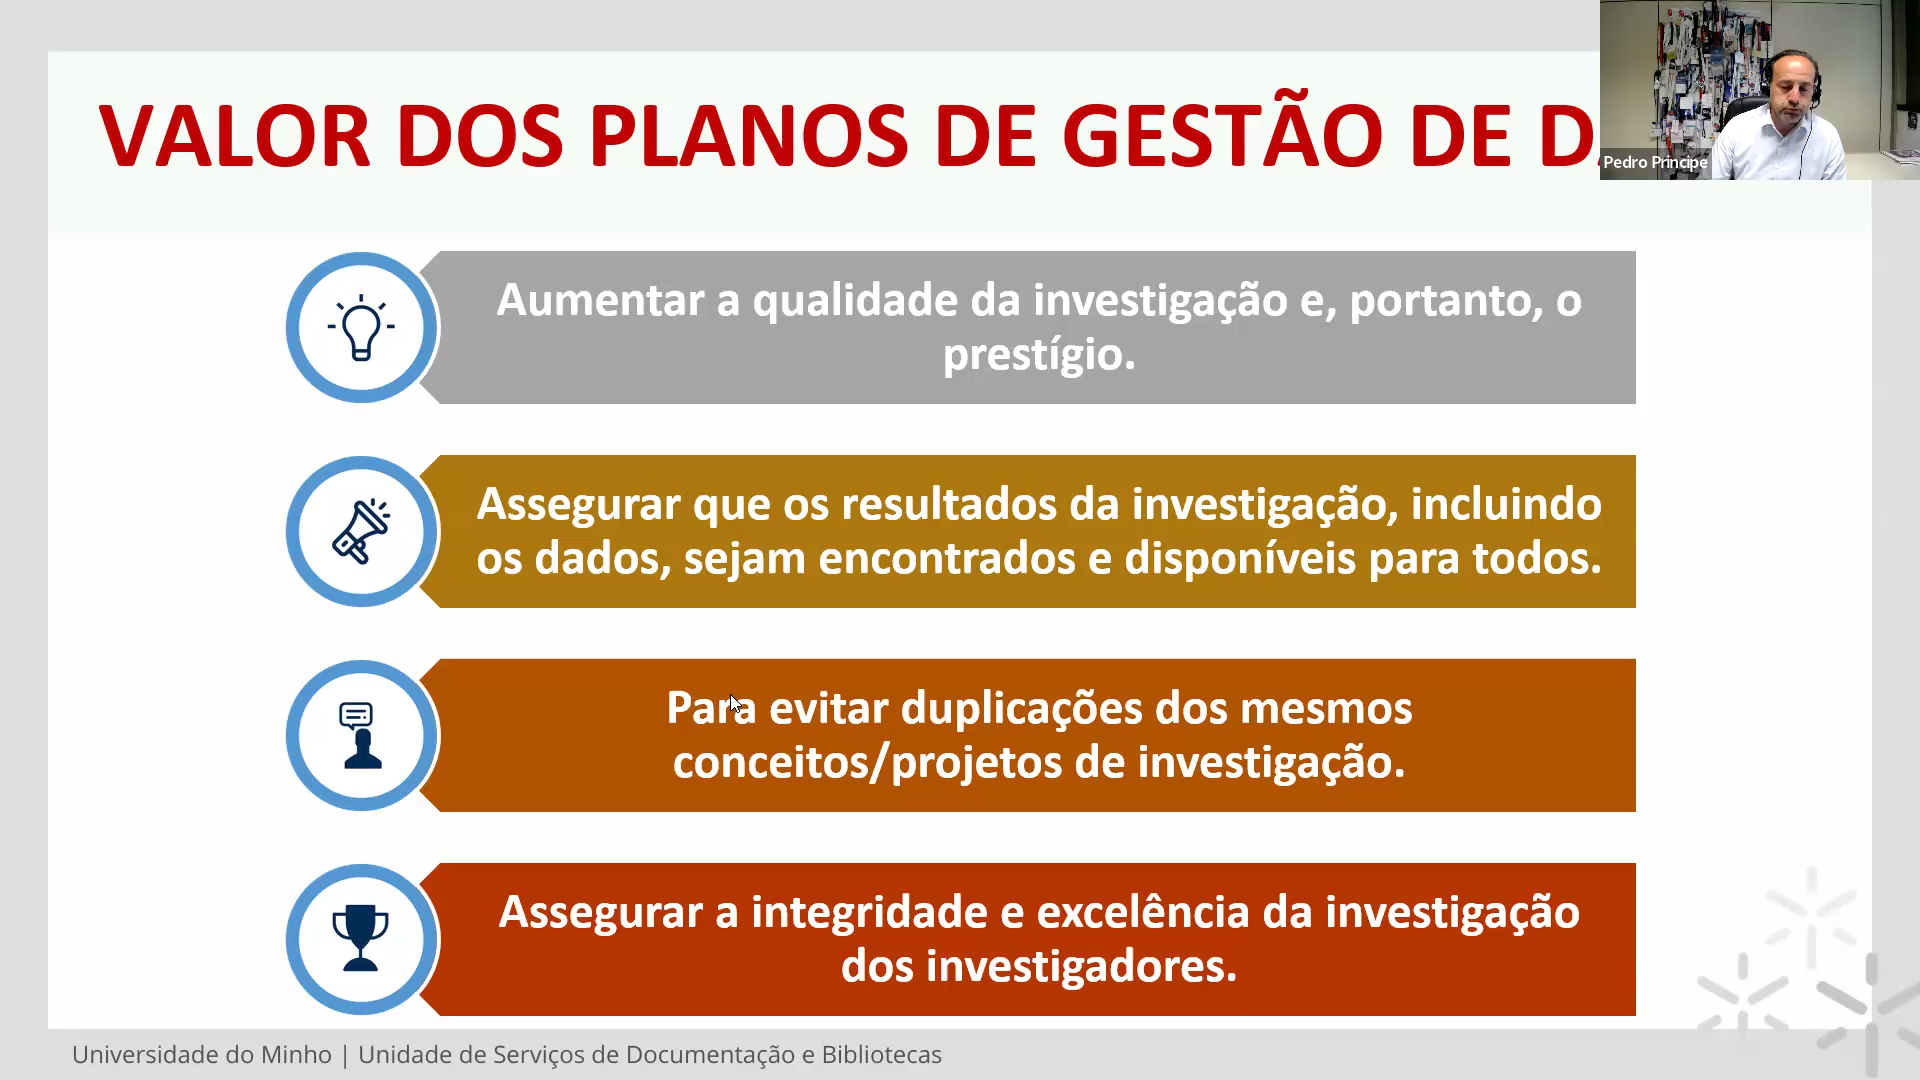 VALOR DOS PLANOS DE GESTÃO DE
Pedro Príncipe
Aumentar a qualidade da investigação e, portanto, o
prestígio.
Assegurar que os resultados da investigação, incluindo
os dados, sejam encontrados e disponíveis para todos.
Para evitar duplicações dos mesmos
conceitos/projetos de investigação.
Assegurar a integridade e excelência da investigação
dos investigadores.
Universidade do Minho | Unidade de Serviços de Documentação e Bibliotecas